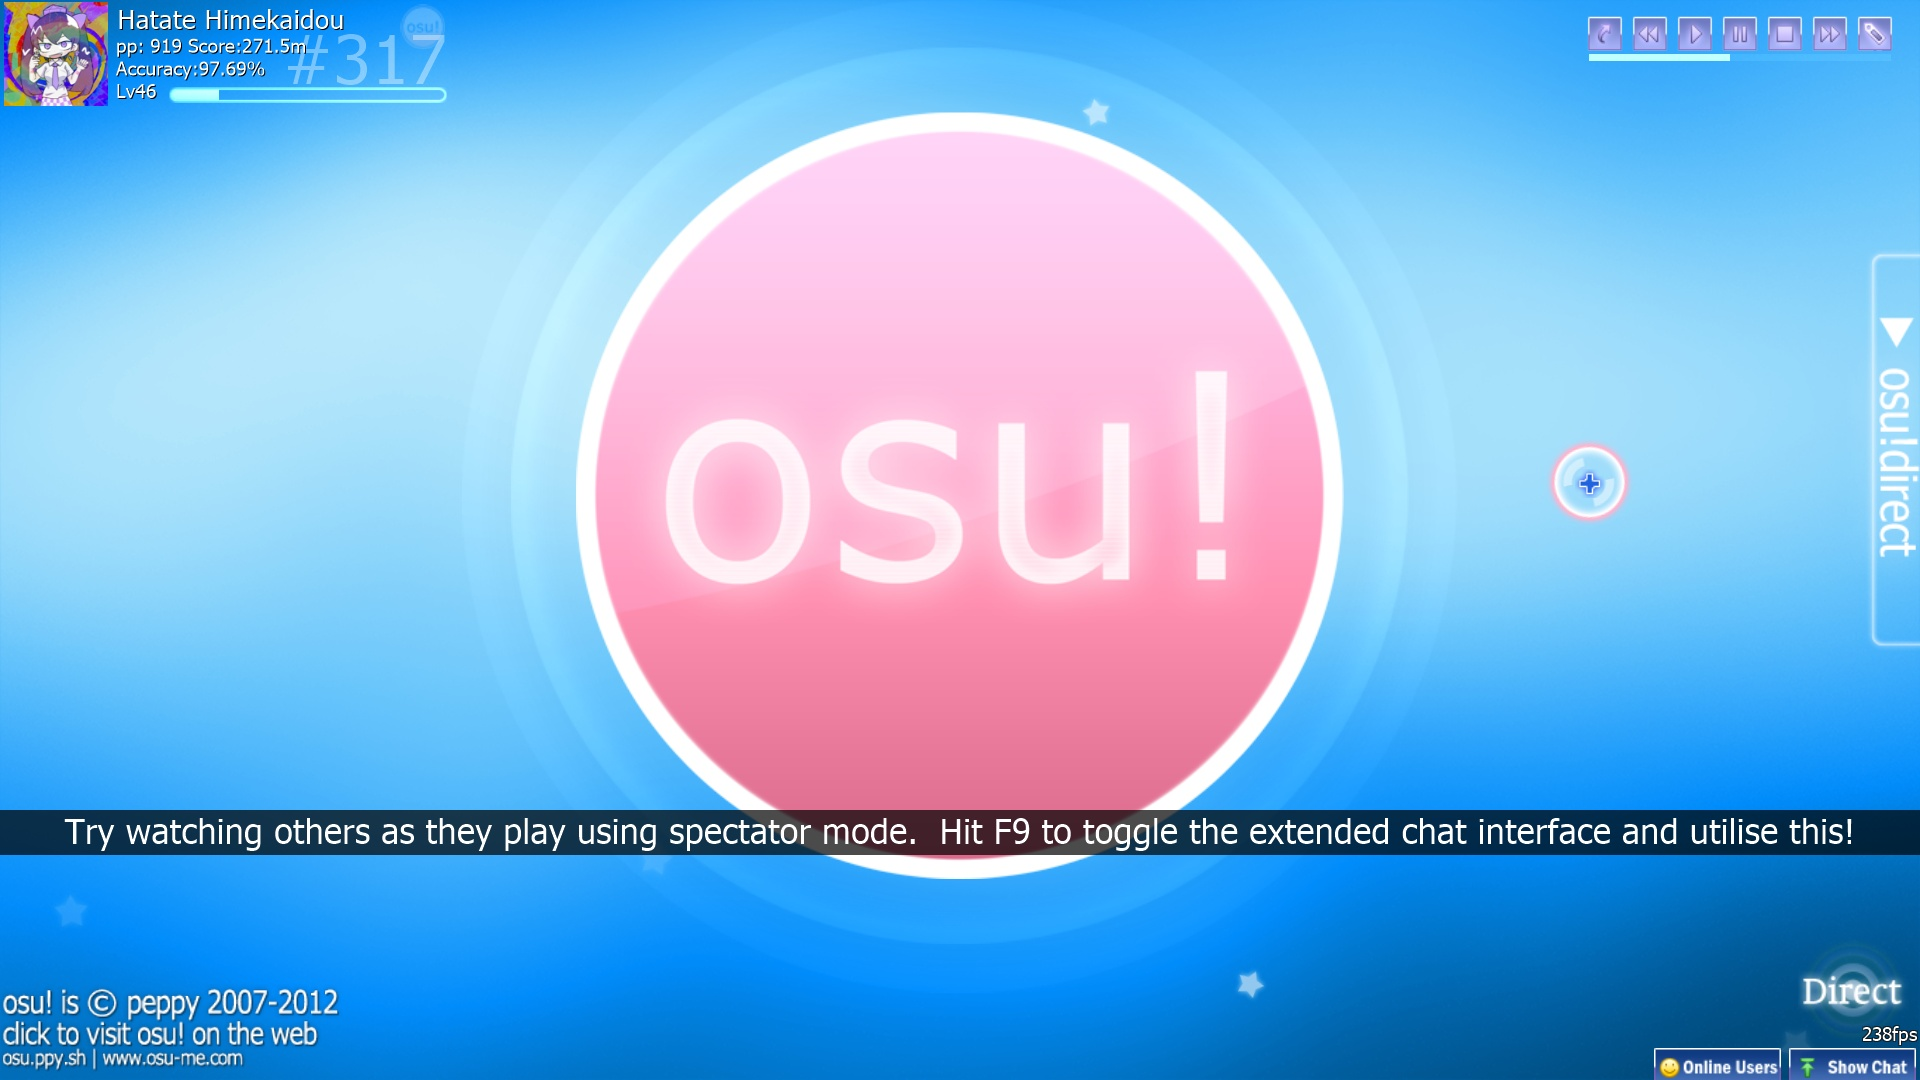 Hatate Himekaidou
pp: 919 Score:271.5m
Accuracy:97.69%
Lv46
#317
osu!
osu!
osu!direct
Try watching others as they play using spectator mode.  Hit F9 to toggle the extended chat interface and utilise this!
osu! is © peppy 2007-2012
click to visit osu! on the web
osu.ppy.sh | www.osu-me.com
Direct
238fps
Online Users
Show Chat